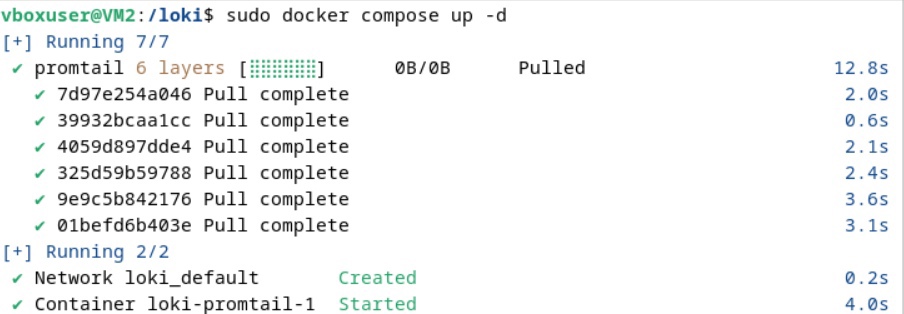 vboxuser@VM2:/loki$ sudo docker compose up -d
[+] Running 7/7
✔ promtail 6 layers [⣿⣿⣿⣿⣿⣿] 0B/0B Pulled 12.8s
✔ 7d97e254a046 Pull complete 2.0s
✔ 39932bcaa1cc Pull complete 0.6s
✔ 4059d897dde4 Pull complete 2.1s
✔ 325d59b59788 Pull complete 2.4s
✔ 9e9c5b842176 Pull complete 3.6s
✔ 01befd6b403e Pull complete 3.1s
[+] Running 2/2
✔ Network loki_default Created 0.2s
✔ Container loki-promtail-1 Started 4.0s